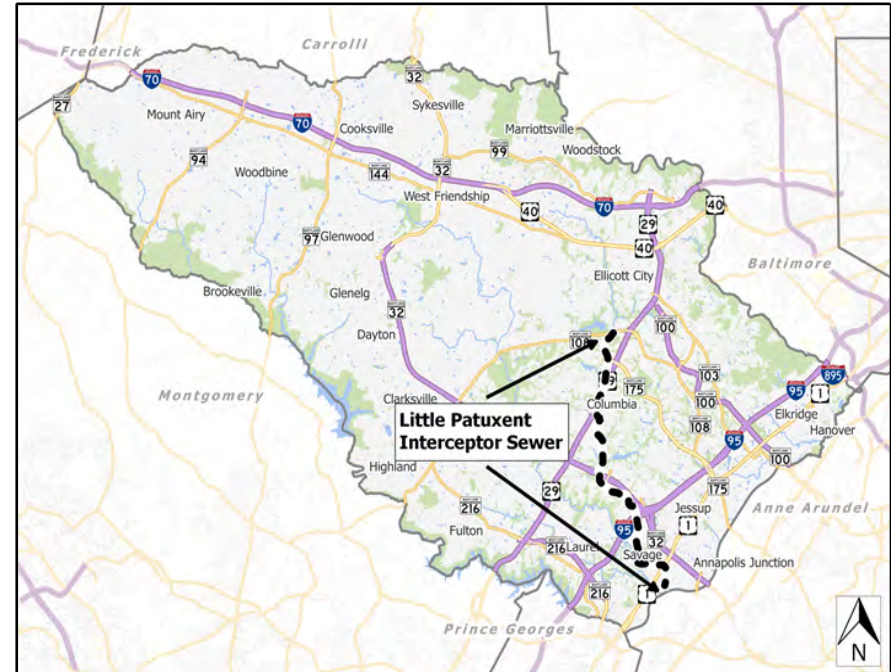 Frederick
Carrolll
70
32
27
Mount Airy
Sykesville
70
Cooksville
Marriottsville
94
99
Woodstock
144
32
Woodbine
West Friendship
40
70
40
29
97
Glenwood
40
Ellicott City
Baltimore
Brookeville
Glenelg
32
Dayton
108
100
103
895
95
Montgomery
Clarksville
175
100
1
Columbia
Elkridge
Little Patuxent
Interceptor Sewer
108
Hanover
95
100
Highland
29
175
Anne Arundel
216
Jessup
Fulton
95
1
32
216
Laurel
Savage
Annapolis Junction
216
1
Prince Georges
N